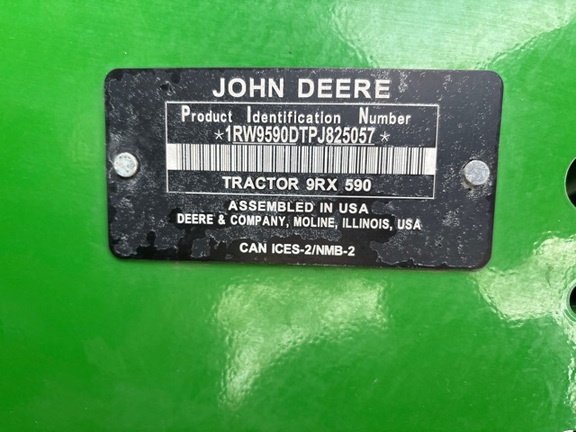 JOHN DEERE
Product Identification Number
*1RW9590DTPJ825057*
TRACTOR 9RX 590
ASSEMBLED IN USA
DEERE & COMPANY, MOLINE, ILLINOIS, USA
CAN ICES-2/NMB-2